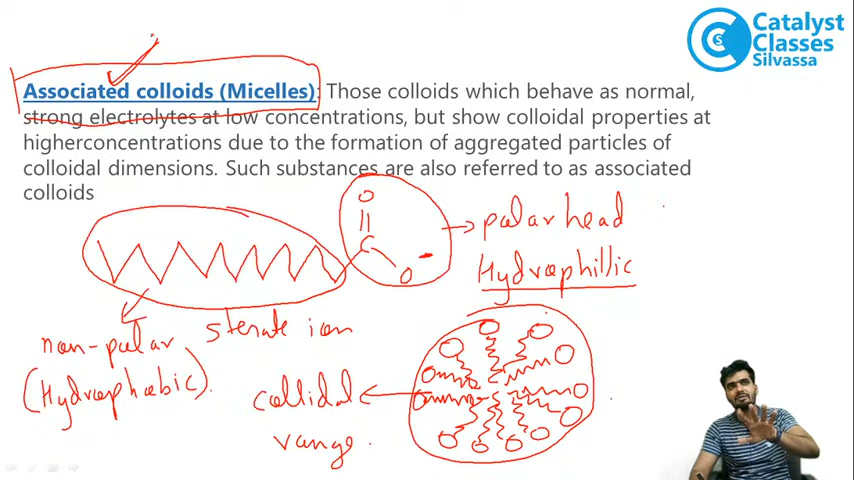 Catalyst
Classes
Silvassa
Associated colloids (Micelles): Those colloids which behave as normal,
strong electrolytes at low concentrations, but show colloidal properties at
higherconcentrations due to the formation of aggregated particles of
colloidal dimensions. Such substances are also referred to as associated
colloids
O
C
O-
polar head
Hydrophillic
non-polar
(Hydrophobic).
sterate ion
collidal
range.